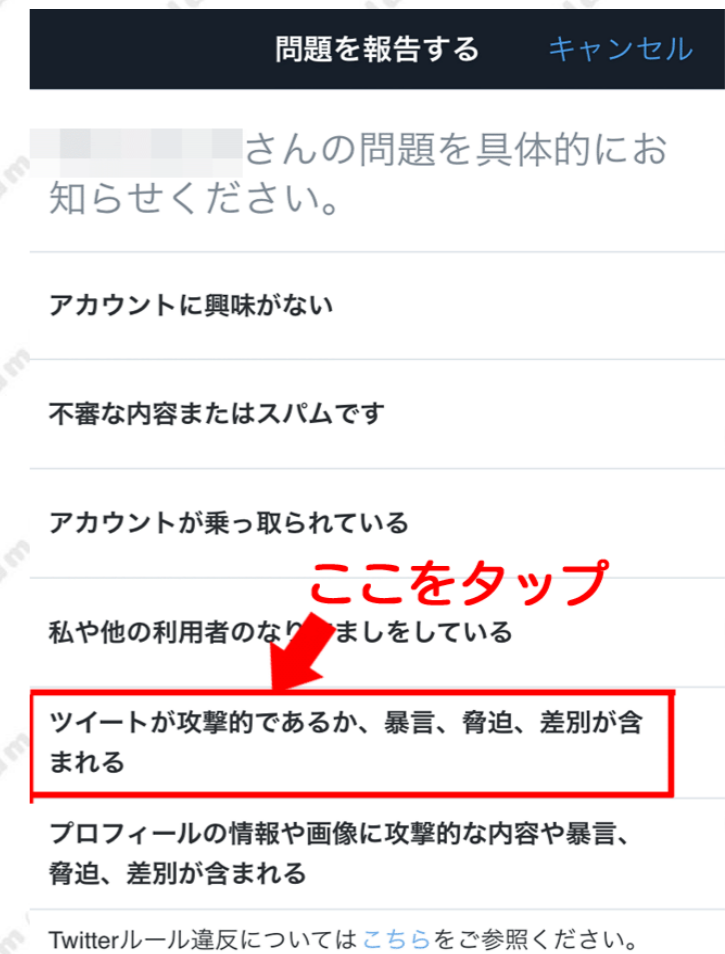 問題を報告する キャンセル
さんの問題を具体的にお
知らせください。
アカウントに興味がない
不審な内容またはスパムです
アカウントが乗っ取られている
ここをタップ
私や他の利用者のなり ましをしている
ツイートが攻撃的であるか、暴言、脅迫、差別が含
まれる
プロフィールの情報や画像に攻撃的な内容や暴言、
脅迫、差別が含まれる
Twitterルール違反についてはこちらをご参照ください。